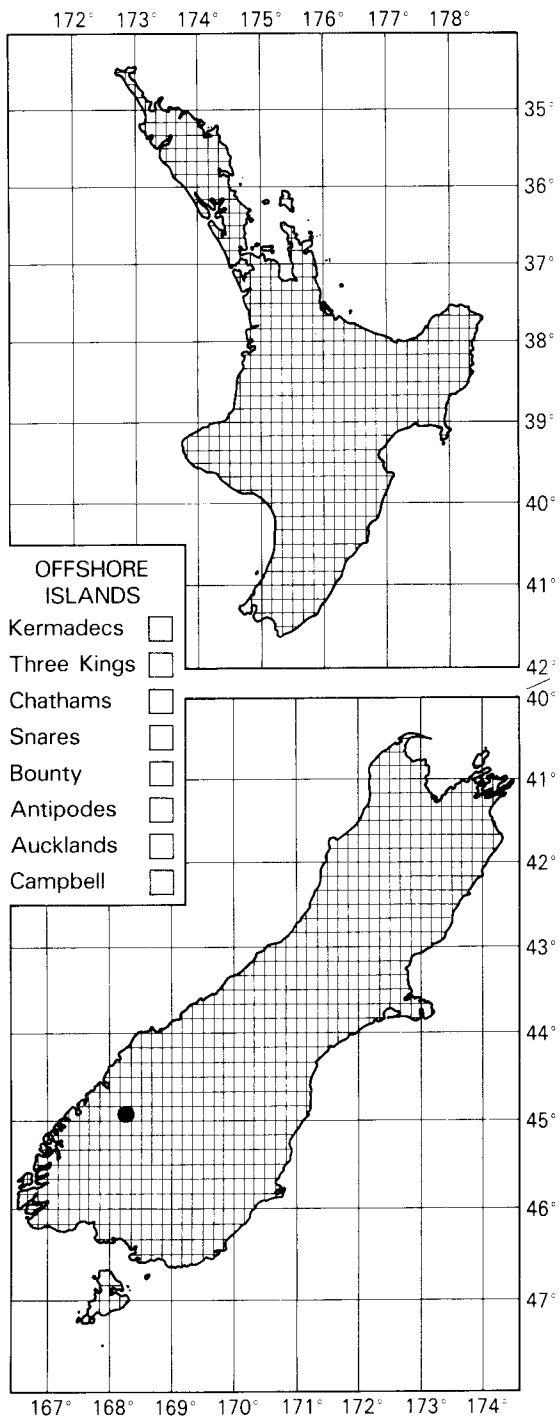 172° 173° 174° 175° 176° 177° 178°
35°
36°
37°
38°
39°
40°
41°
42°
OFFSHORE
ISLANDS
Kermadecs
Three Kings
Chathams
Snares
Bounty
Antipodes
Aucklands
Campbell
40°
41°
42°
43°
44°
45°
46°
47°
167° 168° 169° 170° 171° 172° 173° 174°